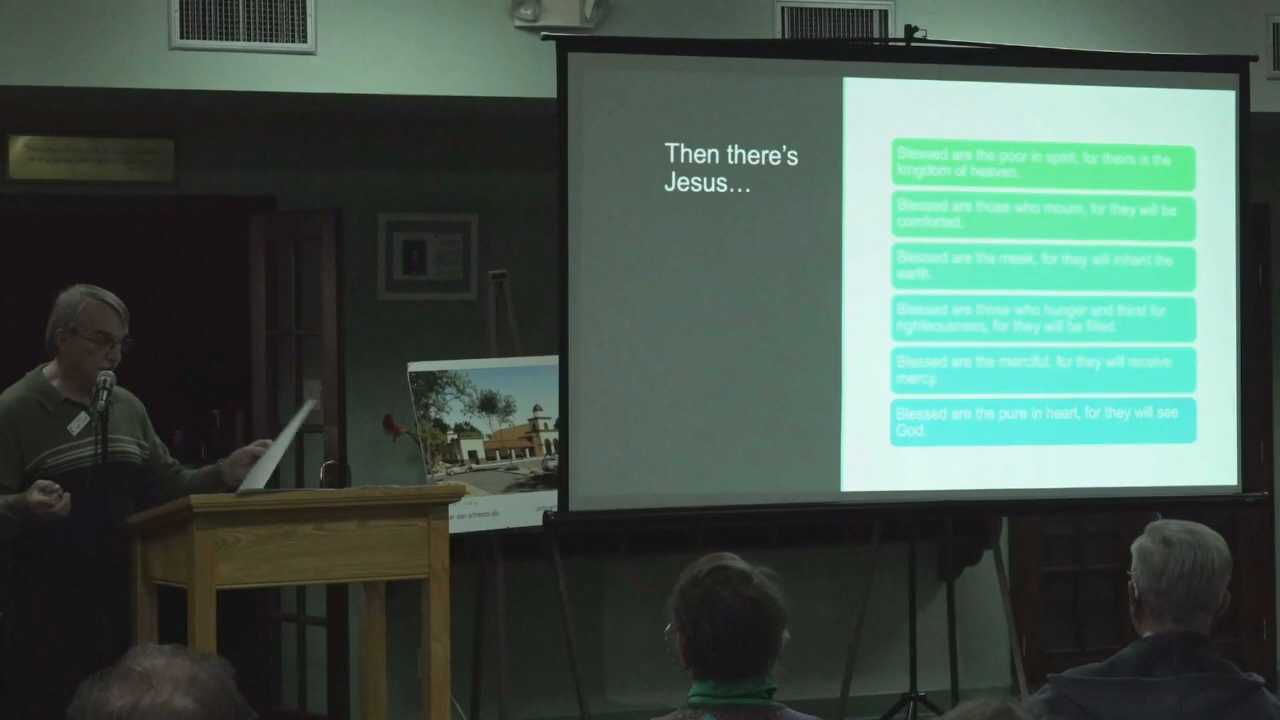 Then there's
Jesus...
Blessed are the poor in spirit, for theirs is the
kingdom of heaven.
Blessed are those who mourn, for they will be
comforted.
Blessed are the meek, for they will inherit the
earth.
Blessed are those who hunger and thirst for
righteousness, for they will be filled.
Blessed are the merciful, for they will receive
mercy.
Blessed are the pure in heart, for they will see
God.